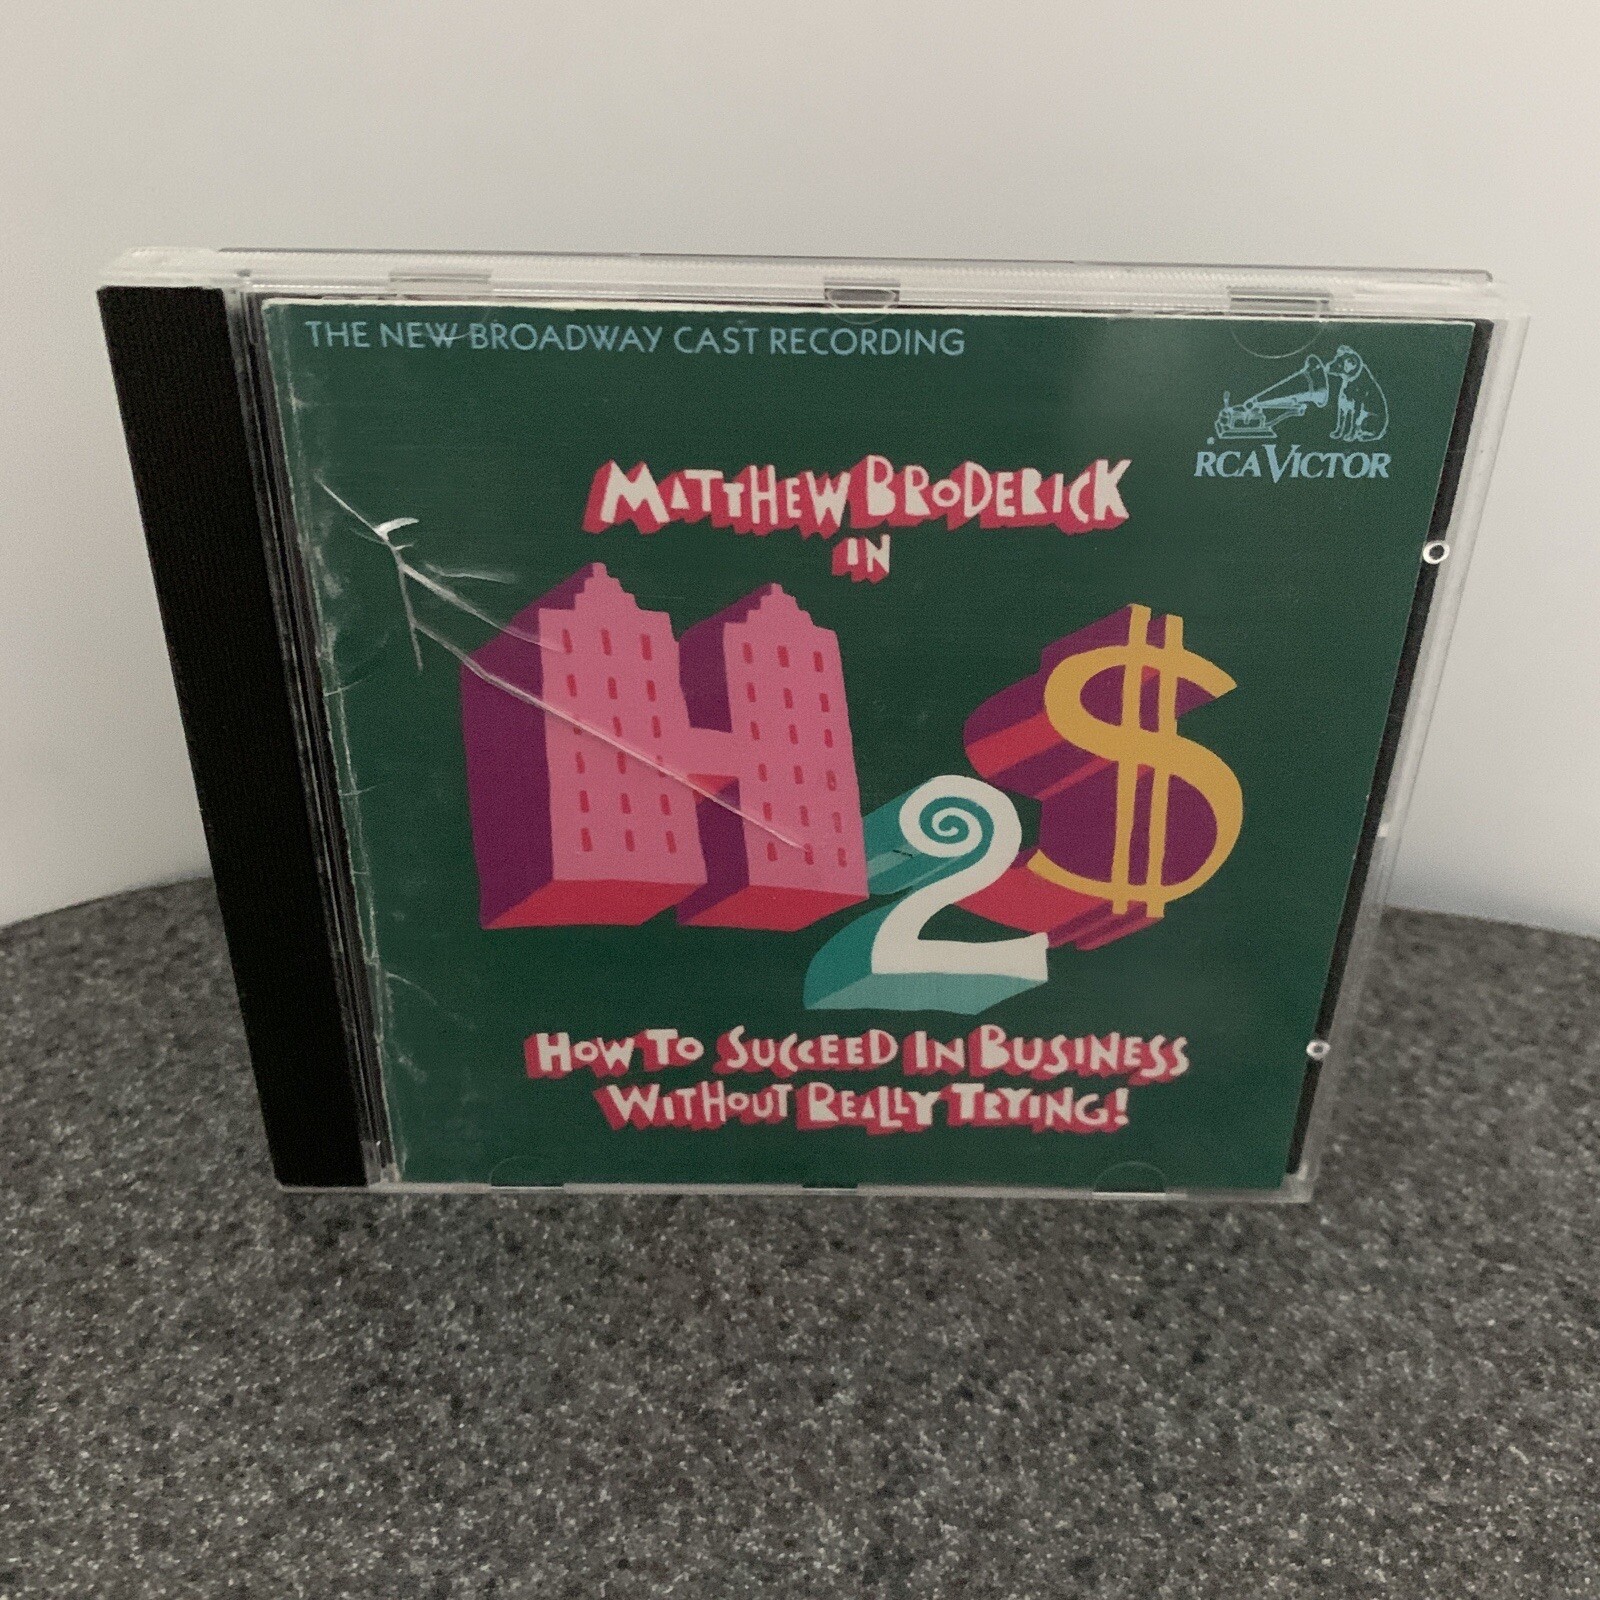 THE NEW BROADWAY CAST RECORDING
RCA VICTOR
MATTHEW BRODERICK
IN
H2$
HOW TO SUCCEED IN BUSINESS
WITHOUT REALLY TRYING!